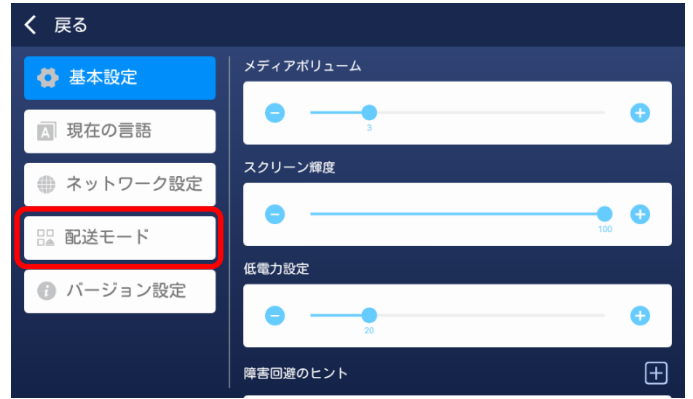 戻る
基本設定
現在の言語
ネットワーク設定
配送モード
バージョン設定
メディアボリューム
3
スクリーン輝度
100
低電力設定
20
障害回避のヒント